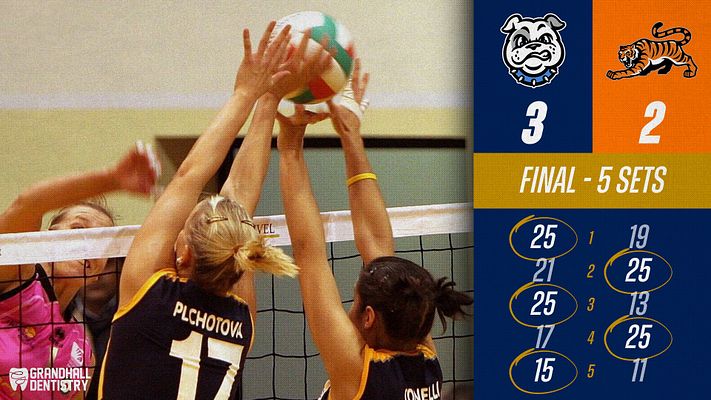 3 2
FINAL - 5 SETS
25 1 19
21 2 25
25 3 13
17 4 25
15 5 11
PLCHOTOVA
17
GRANDHALL
DENTISTRY